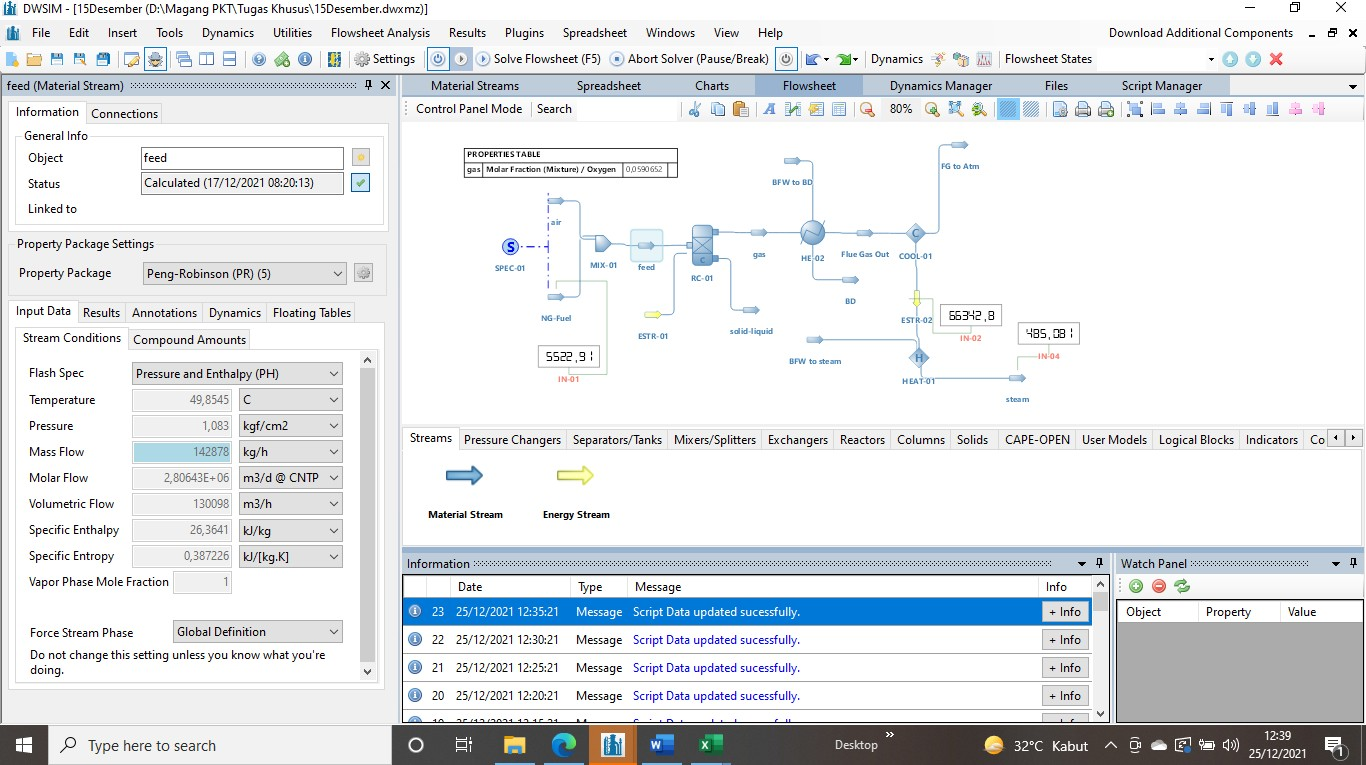 DWSIM - [15Desember (D:\Magang PKT\Tugas Khusus\15Desember.dwxmz)]
File Edit Insert Tools Dynamics Utilities Flowsheet Analysis Results Plugins Spreadsheet Windows View Help Download Additional Components
Settings Solve Flowsheet (F5) Abort Solver (Pause/Break) Dynamics Flowsheet States
feed (Material Stream)
Information Connections
General Info
Object feed
Status Calculated (17/12/2021 08:20:13)
Linked to
Property Package Settings
Property Package Peng-Robinson (PR) (5)
Input Data Results Annotations Dynamics Floating Tables
Stream Conditions Compound Amounts
Flash Spec Pressure and Enthalpy (PH)
Temperature 49,8545 C
Pressure 1,083 kgf/cm2
Mass Flow 142878 kg/h
Molar Flow 2,80643E+06 m3/d @ CNTP
Volumetric Flow 130098 m3/h
Specific Enthalpy 26,3641 kJ/kg
Specific Entropy 0,387226 kJ/[kg.K]
Vapor Phase Mole Fraction 1
Force Stream Phase Global Definition
Do not change this setting unless you know what you're
doing.
Material Streams Spreadsheet Charts Flowsheet Dynamics Manager Files Script Manager
Control Panel Mode Search 80%
PROPERTIES TABLE
gas Molar Fraction (Mixture) / Oxygen 0,0590652
FG to Atm
BFW to BD
air
S
SPEC-01
MIX-01
feed
C
RC-01
gas
HE-02
Flue Gas Out
C
COOL-01
NG-Fuel
ESTR-01
solid-liquid
BD
ESTR-02
66342,8
IN-02
485,081
IN-04
5522,91
IN-01
BFW to steam
H
HEAT-01
steam
Streams Pressure Changers Separators/Tanks Mixers/Splitters Exchangers Reactors Columns Solids CAPE-OPEN User Models Logical Blocks Indicators Co
Material Stream Energy Stream
Information
Date Type Message Info
23 25/12/2021 12:35:21 Message Script Data updated sucessfully. + Info
22 25/12/2021 12:30:21 Message Script Data updated sucessfully. + Info
21 25/12/2021 12:25:21 Message Script Data updated sucessfully. + Info
20 25/12/2021 12:20:21 Message Script Data updated sucessfully. + Info
Watch Panel
Object Property Value
Type here to search
Desktop
32°C Kabut
12:39
25/12/2021
1